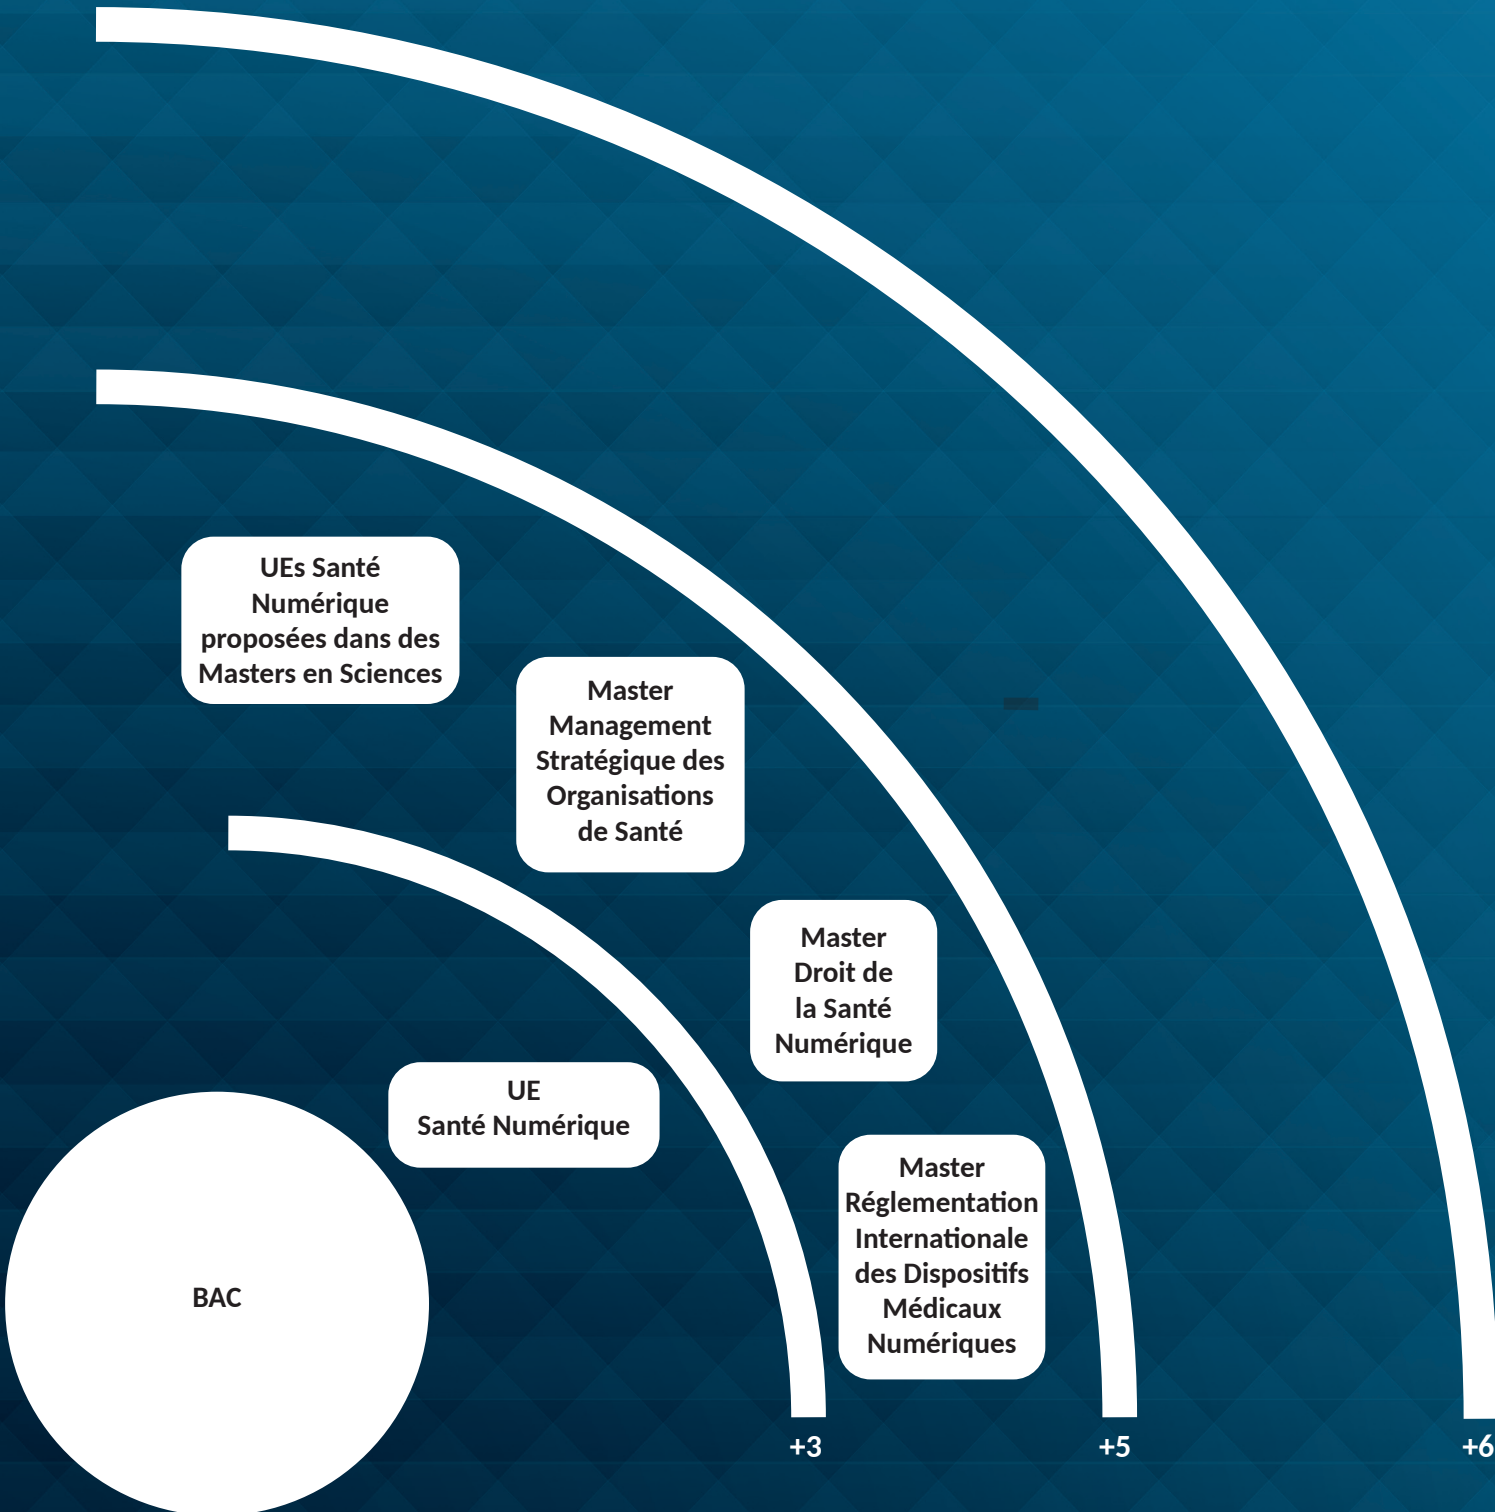 UEs Santé
Numérique
proposées dans des
Masters en Sciences
Master
Management
Stratégique des
Organisations
de Santé
Master
Droit de
la Santé
Numérique
UE
Santé Numérique
Master
Réglementation
Internationale
des Dispositifs
Médicaux
Numériques
BAC
+3
+5
+6